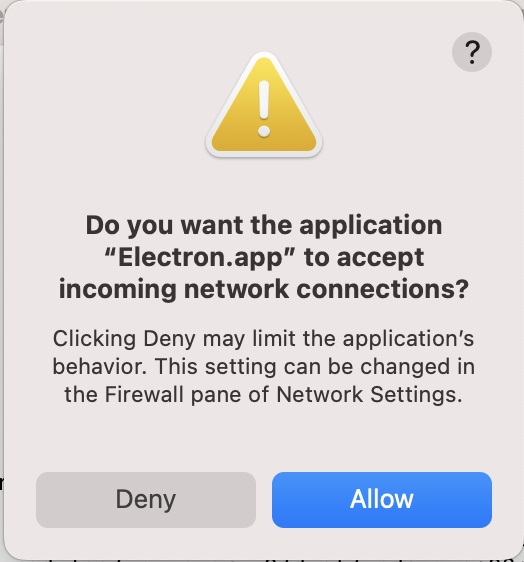 ?
Do you want the application
“Electron.app” to accept
incoming network connections?
Clicking Deny may limit the application’s
behavior. This setting can be changed in
the Firewall pane of Network Settings.
Deny
Allow